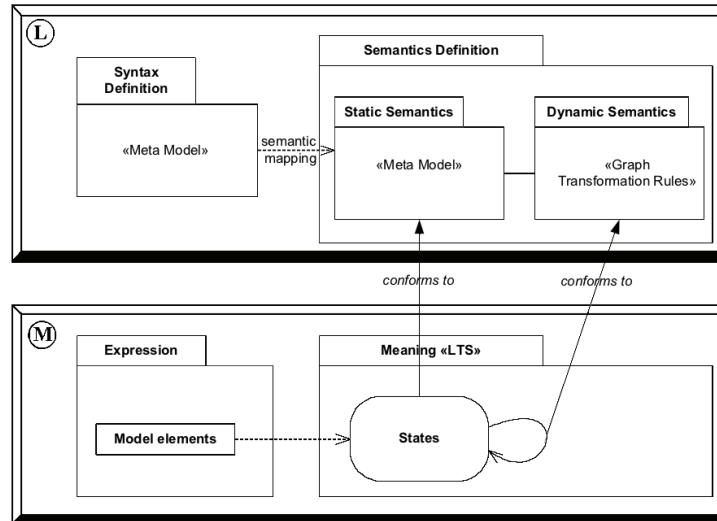 L
Semantics Definition
Syntax
Definition
Static Semantics
Dynamic Semantics
«Meta Model»
semantic
mapping
«Meta Model»
«Graph
Transformation Rules»
conforms to
conforms to
M
Expression
Meaning «LTS»
Model elements
States